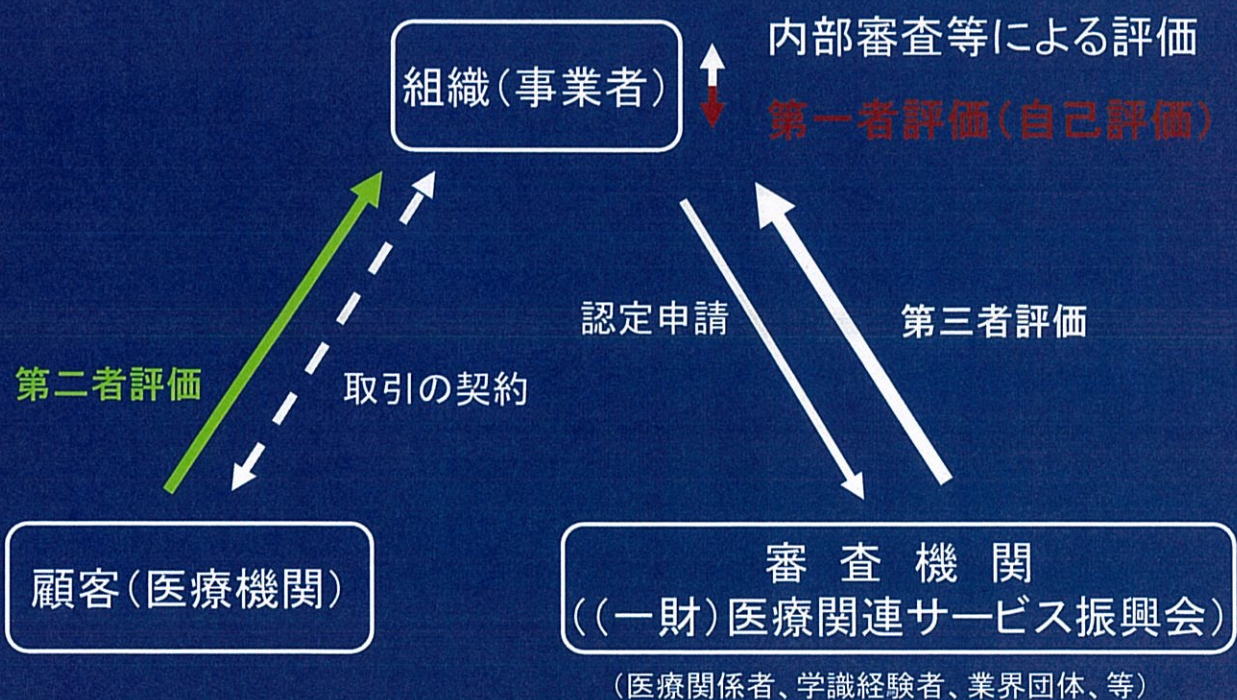 内部審査等による評価
組織(事業者)
第一者評価(自己評価)
認定申請
第三者評価
第二者評価
取引の契約
顧客(医療機関)
審査機関
((一財)医療関連サービス振興会)
(医療関係者、学識経験者、業界団体、等)